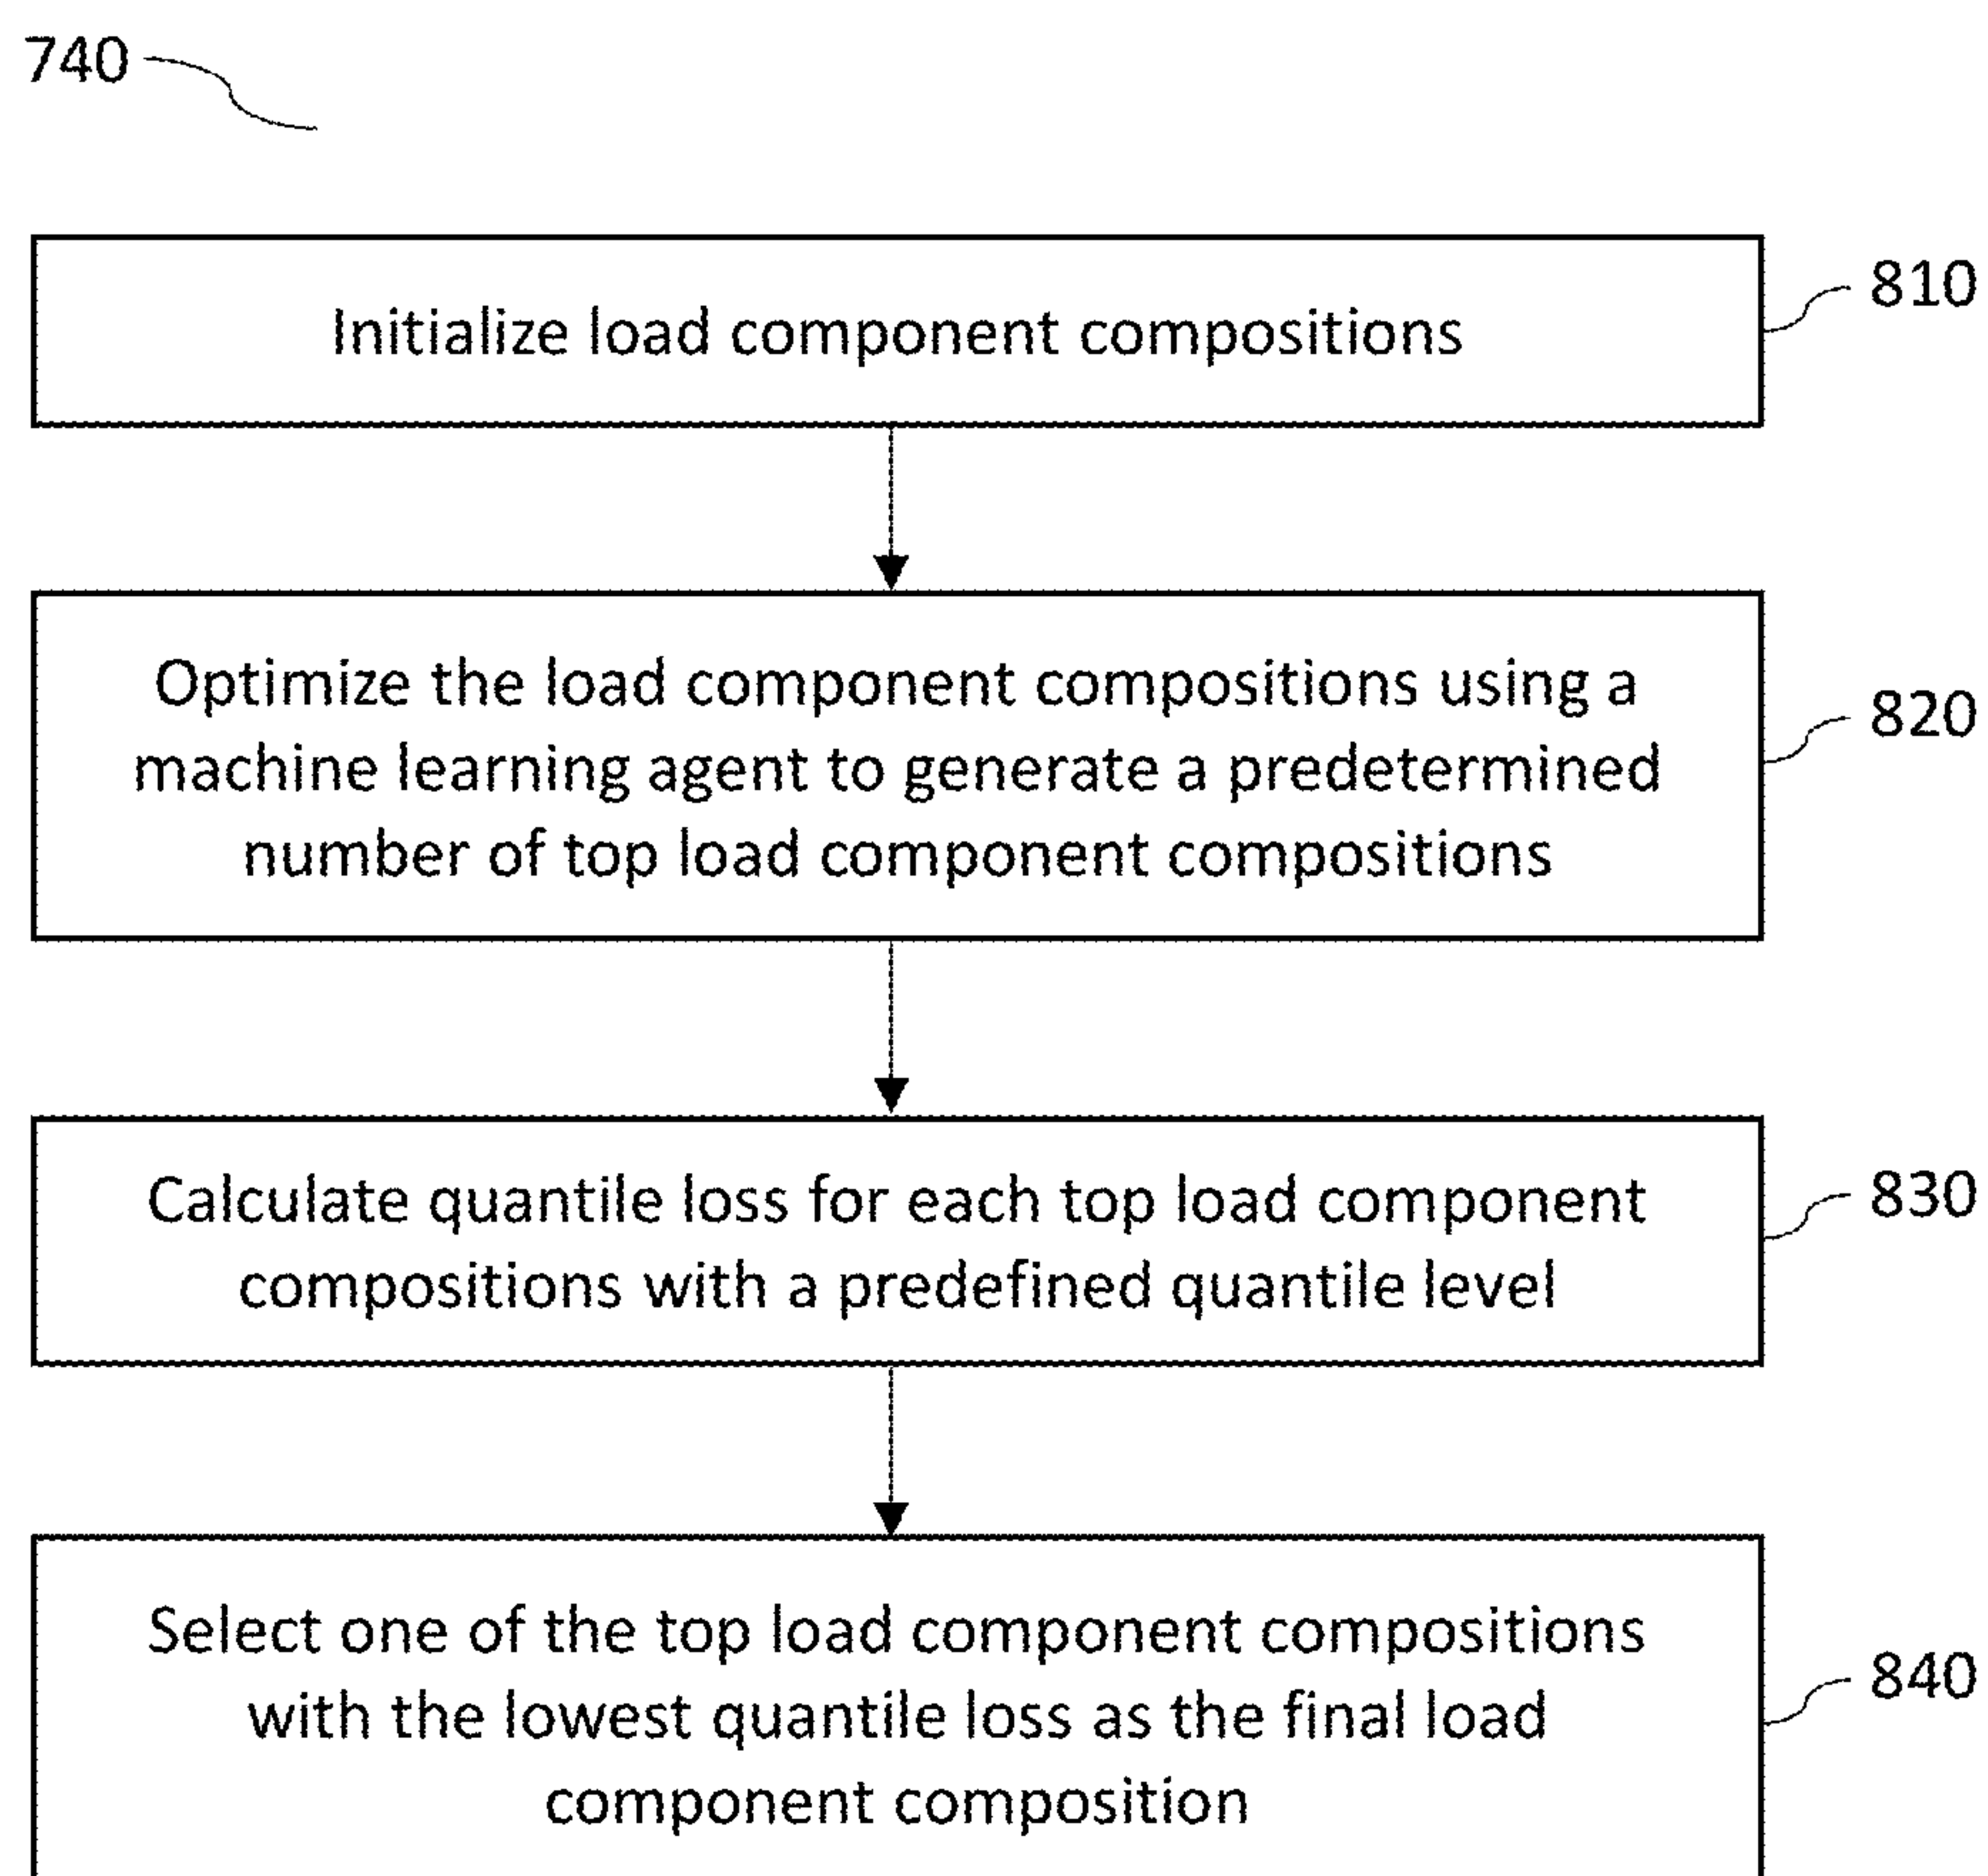 740
Initialize load component compositions
810
Optimize the load component compositions using a
machine learning agent to generate a predetermined
number of top load component compositions
820
Calculate quantile loss for each top load component
compositions with a predefined quantile level
830
Select one of the top load component compositions
with the lowest quantile loss as the final load
component composition
840